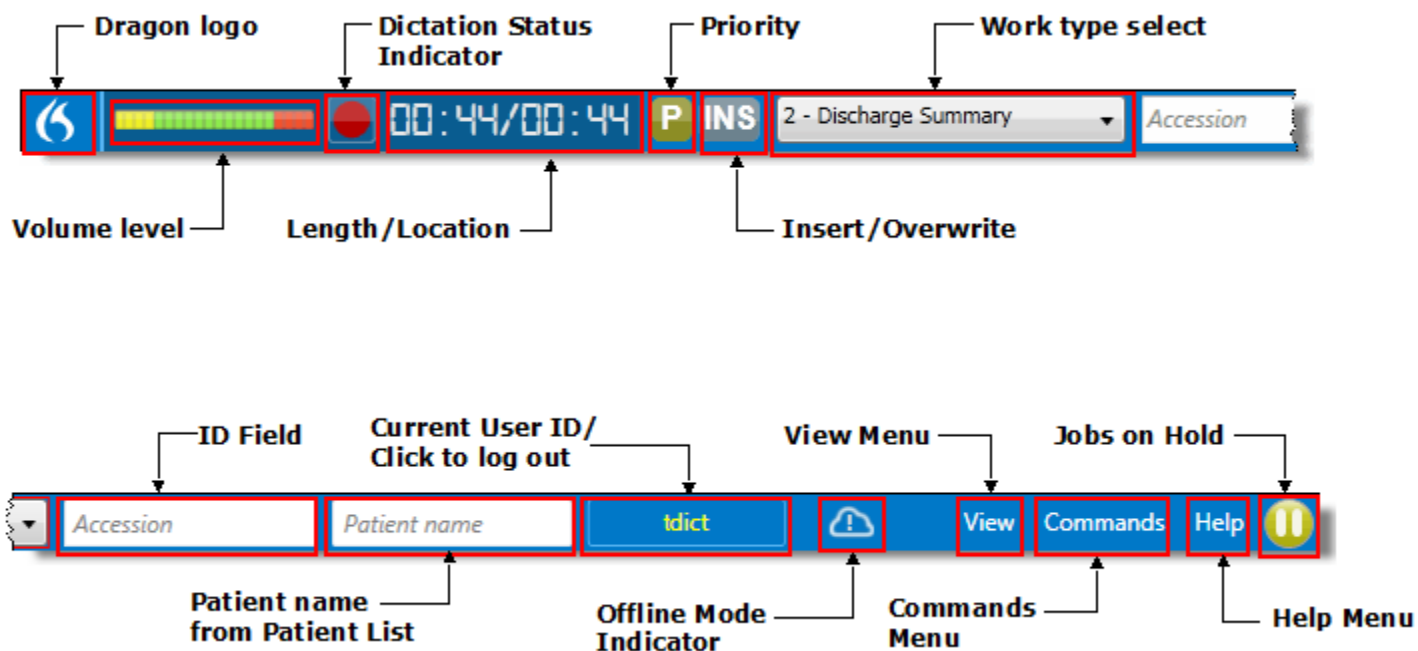 Dragon logo
Dictation Status
Indicator
Priority
Work type select
00:44/00:44
P
INS
2 - Discharge Summary
Accession
Volume level
Length/Location
Insert/Overwrite
ID Field
Current User ID/
Click to log out
View Menu
Jobs on Hold
Accession
Patient name
tdict
View
Commands
Help
Patient name
from Patient List
Offline Mode
Indicator
Commands
Menu
Help Menu